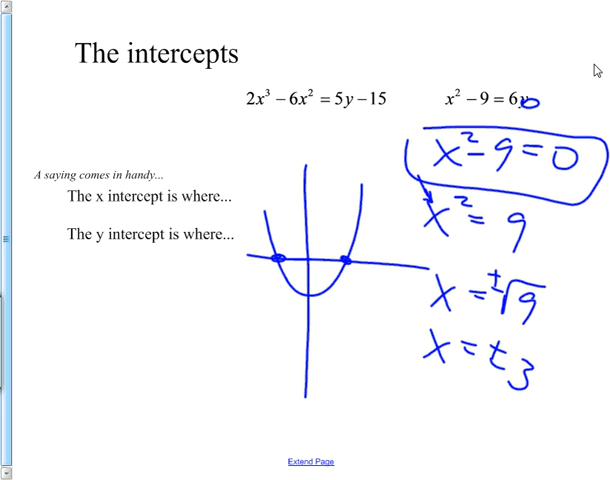 The intercepts
2x³ − 6x² = 5y − 15
x² − 9 = 6y 0
x² − 9 = 0
A saying comes in handy...
The x intercept is where...
x² = 9
The y intercept is where...
x = ±√9
x = ±3
Extend Page